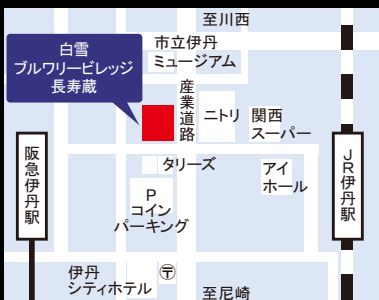 至川西
市立伊丹
ミュージアム
白雪
ブルワリービレッジ
長寿蔵
産業道路
ニトリ
関西
スーパー
阪急伊丹駅
タリーズ
アイ
ホール
JR伊丹駅
P
コイン
パーキング
伊丹
シティホテル
〒
至尼崎